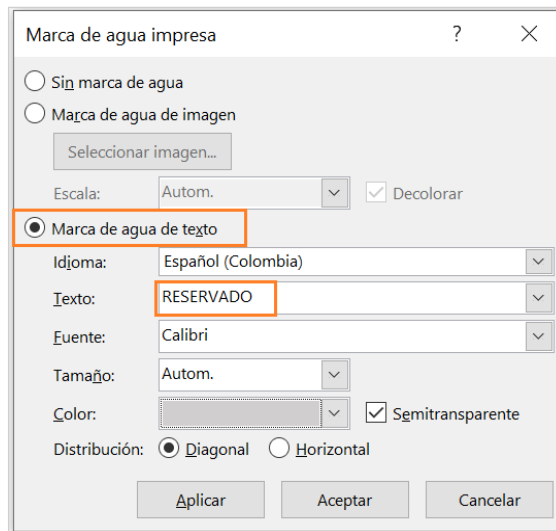 Marca de agua impresa ?
Sin marca de agua
Marca de agua de imagen
Seleccionar imagen...
Escala: Autom. Decolorar
Marca de agua de texto
Idioma: Español (Colombia)
Texto: RESERVADO
Fuente: Calibri
Tamaño: Autom.
Color: Semitransparente
Distribución: Diagonal Horizontal
Aplicar Aceptar Cancelar